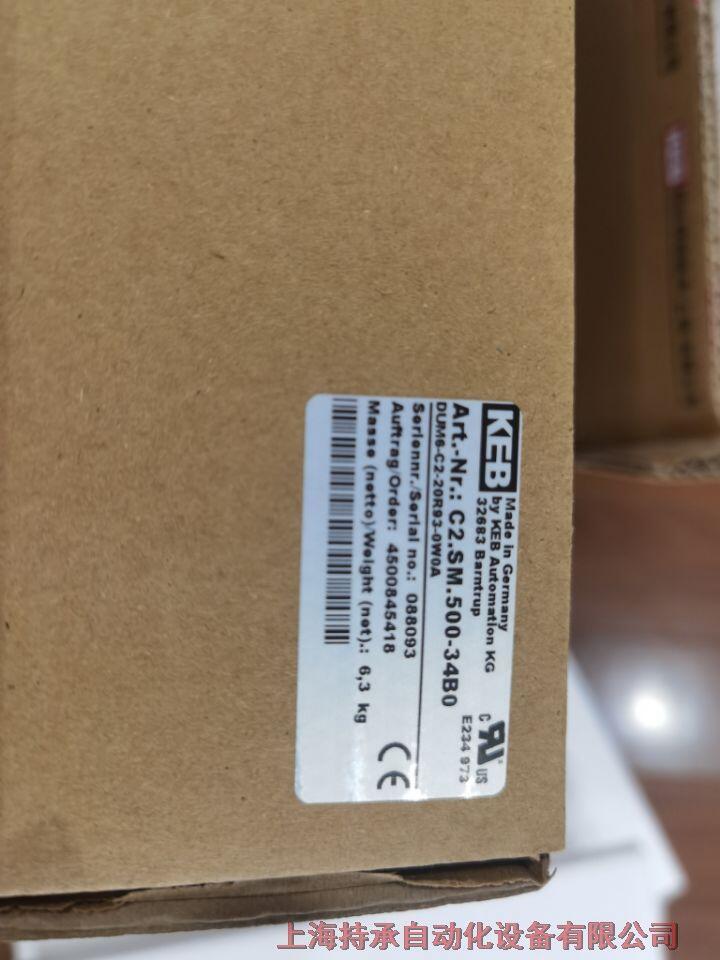 KEB
Made in Germany
by KEB Automation KG
32683 Barntrup
Art.-Nr.: C2.SM.500-34B0
DUM6-C2-20R93-0W0A
Seriennr./Serial no.: 088093
Auftrag/Order: 4500845418
Masse (netto)/Weight (net).: 6,3 kg
C US
E234 973
CE
上海持承自动化设备有限公司